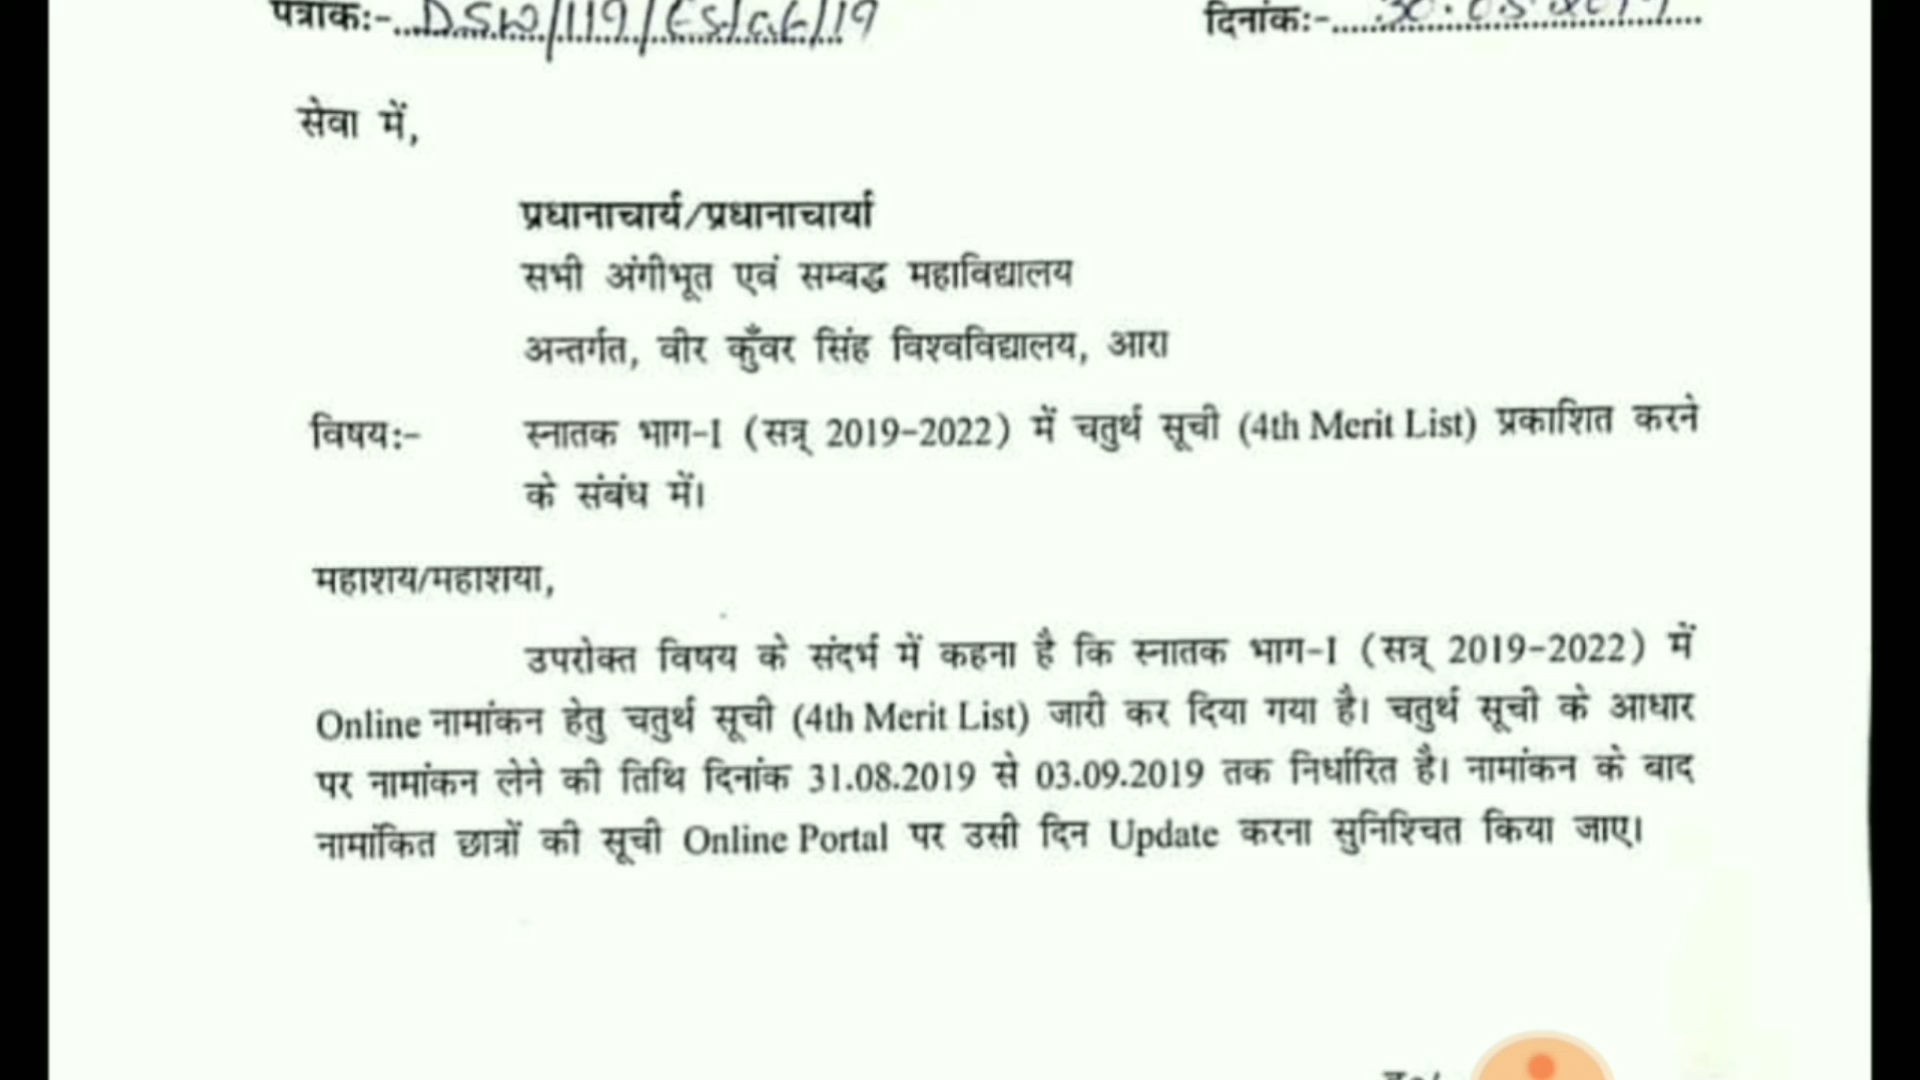 पत्रांक:-
दिनांक:-
सेवा में,
प्रधानाचार्य/प्रधानाचार्या
सभी अंगीभूत एवं सम्बद्ध महाविद्यालय
अन्तर्गत, वीर कुँवर सिंह विश्वविद्यालय, आरा
विषय:- स्नातक भाग-I (सत्र् 2019-2022) में चतुर्थ सूची (4th Merit List) प्रकाशित करने
के संबंध में।
महाशय/महाशया,
उपरोक्त विषय के संदर्भ में कहना है कि स्नातक भाग-I (सत्र् 2019-2022) में
Online नामांकन हेतु चतुर्थ सूची (4th Merit List) जारी कर दिया गया है। चतुर्थ सूची के आधार
पर नामांकन लेने की तिथि दिनांक 31.08.2019 से 03.09.2019 तक निर्धारित है। नामांकन के बाद
नामांकित छात्रों की सूची Online Portal पर उसी दिन Update करना सुनिश्चित किया जाए।